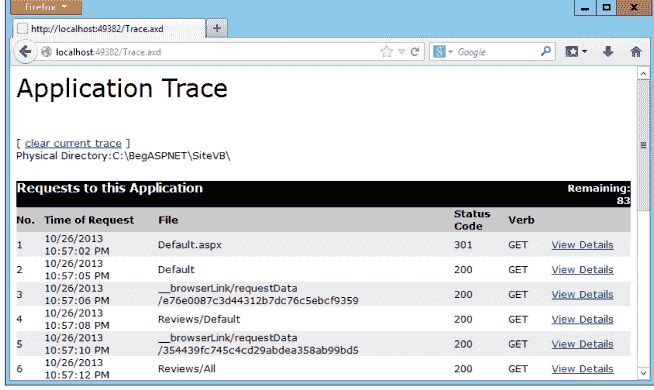 Firefox
http://localhost:49382/Trace.axd
localhost:49382/Trace.axd
Google
Application Trace
[ clear current trace ]
Physical Directory:C:\BegASPNET\SiteVB\
Requests to this Application
Remaining:
83
No. Time of Request File Status Code Verb
1 10/26/2013 10:57:02 PM Default.aspx 301 GET View Details
2 10/26/2013 10:57:05 PM Default 200 GET View Details
3 10/26/2013 10:57:06 PM __browserLink/requestData /e76e0087c3d44312b7dc76c5ebcf9359 200 GET View Details
4 10/26/2013 10:57:08 PM Reviews/Default 200 GET View Details
5 10/26/2013 10:57:10 PM __browserLink/requestData /354439fc745c4cd29abdea358ab99bd5 200 GET View Details
6 10/26/2013 10:57:12 PM Reviews/All 200 GET View Details